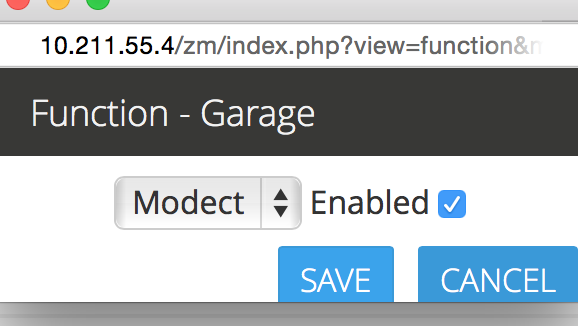 10.211.55.4/zm/index.php?view=function&
Function - Garage
Modect Enabled
SAVE CANCEL